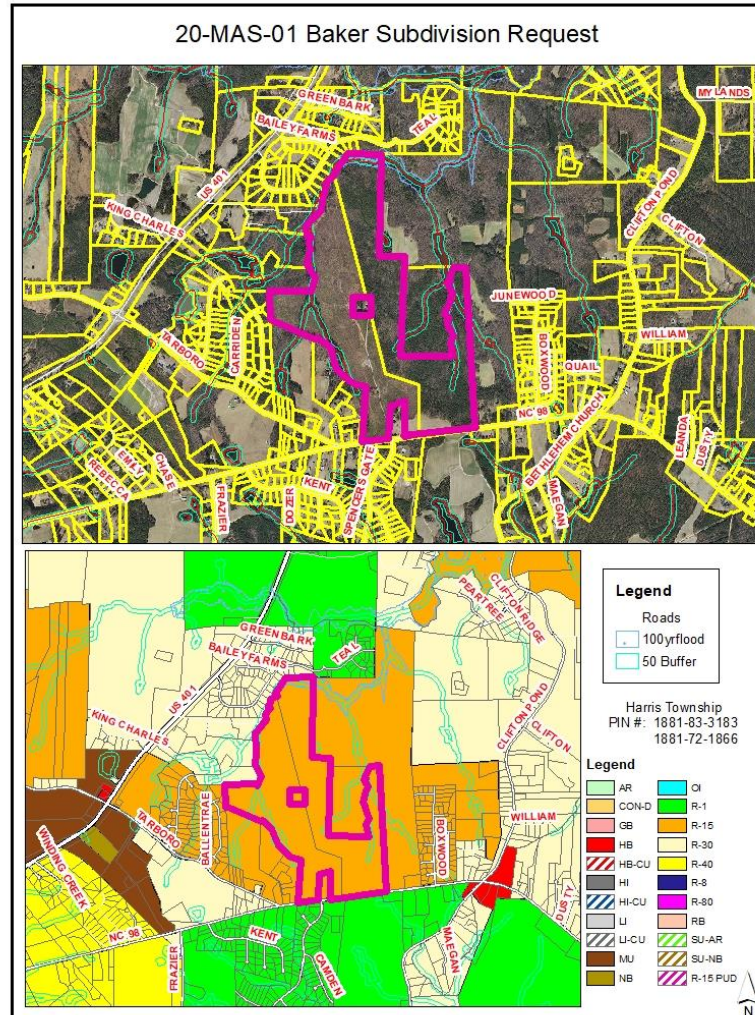 20-MAS-01 Baker Subdivision Request
MYLANDS
GREENBARK
TEAL
BAILEY FARMS
US 401
CLIFTON POND
KING CHARLES
CLIFTON
JUNEWOOD
TARBORO
CARRIDEN
BOXWOOD
WILLIAM
QUAIL
NC 98
BETHLEHEM CHURCH
LEANDA
DUSTY
REBECCA
EMILY
CHASE
FRAZIER
DOZER
KENT
SPENCERS GATE
MAEGAN
Legend
Roads
100yrflood
50 Buffer
PEARTREE
CLIFTON RIDGE
GREENBARK
BAILEY FARMS
TEAL
US 401
KING CHARLES
CLIFTON POND
CLIFTON
Harris Township
PIN #: 1881-83-3183
1881-72-1866
TARBORO
BALLENTRAE
BOXWOOD
WILLIAM
WINDING CREEK
NC 98
FRAZIER
KENT
CAMDEN
MAEGAN
DUSTY
Legend
AR
CON-D
GB
HB
HB-CU
HI
HI-CU
LI
LI-CU
MU
NB
OI
R-1
R-15
R-30
R-40
R-8
R-80
RB
SU-AR
SU-NB
R-15 PUD
N